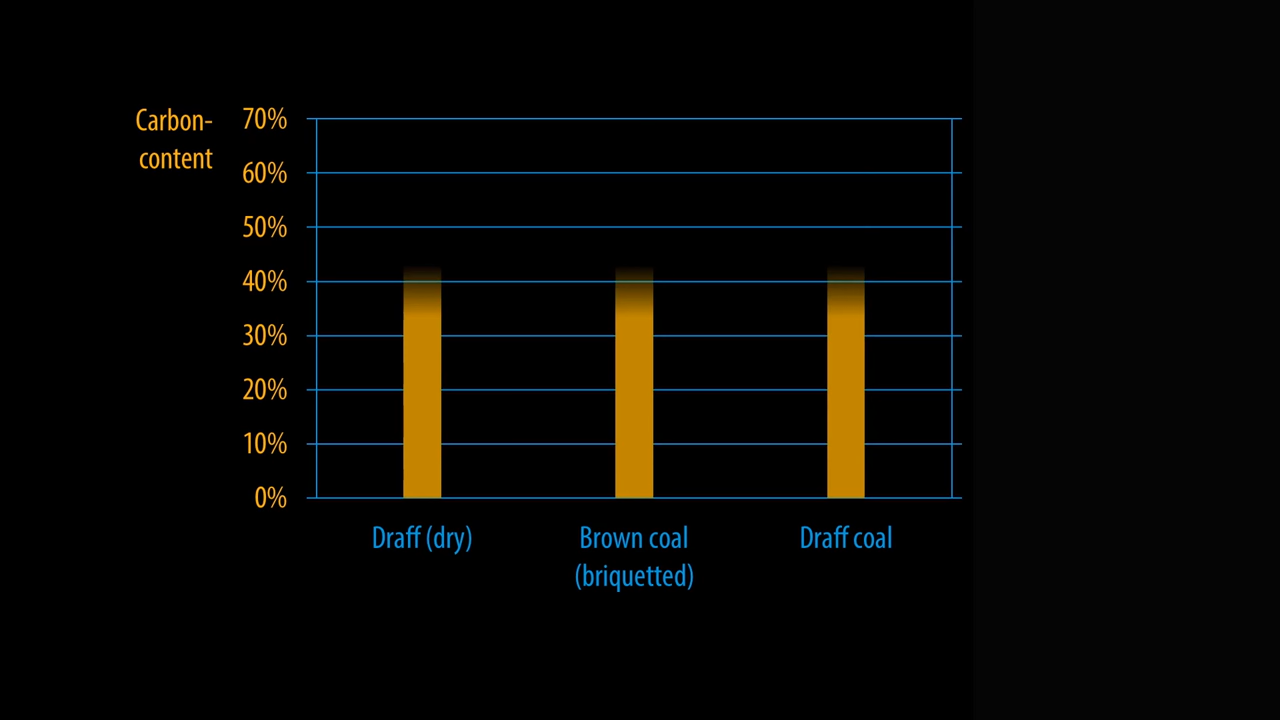 Carbon-
content
70%
60%
50%
40%
30%
20%
10%
0%
Draff (dry)
Brown coal
(briquetted)
Draff coal